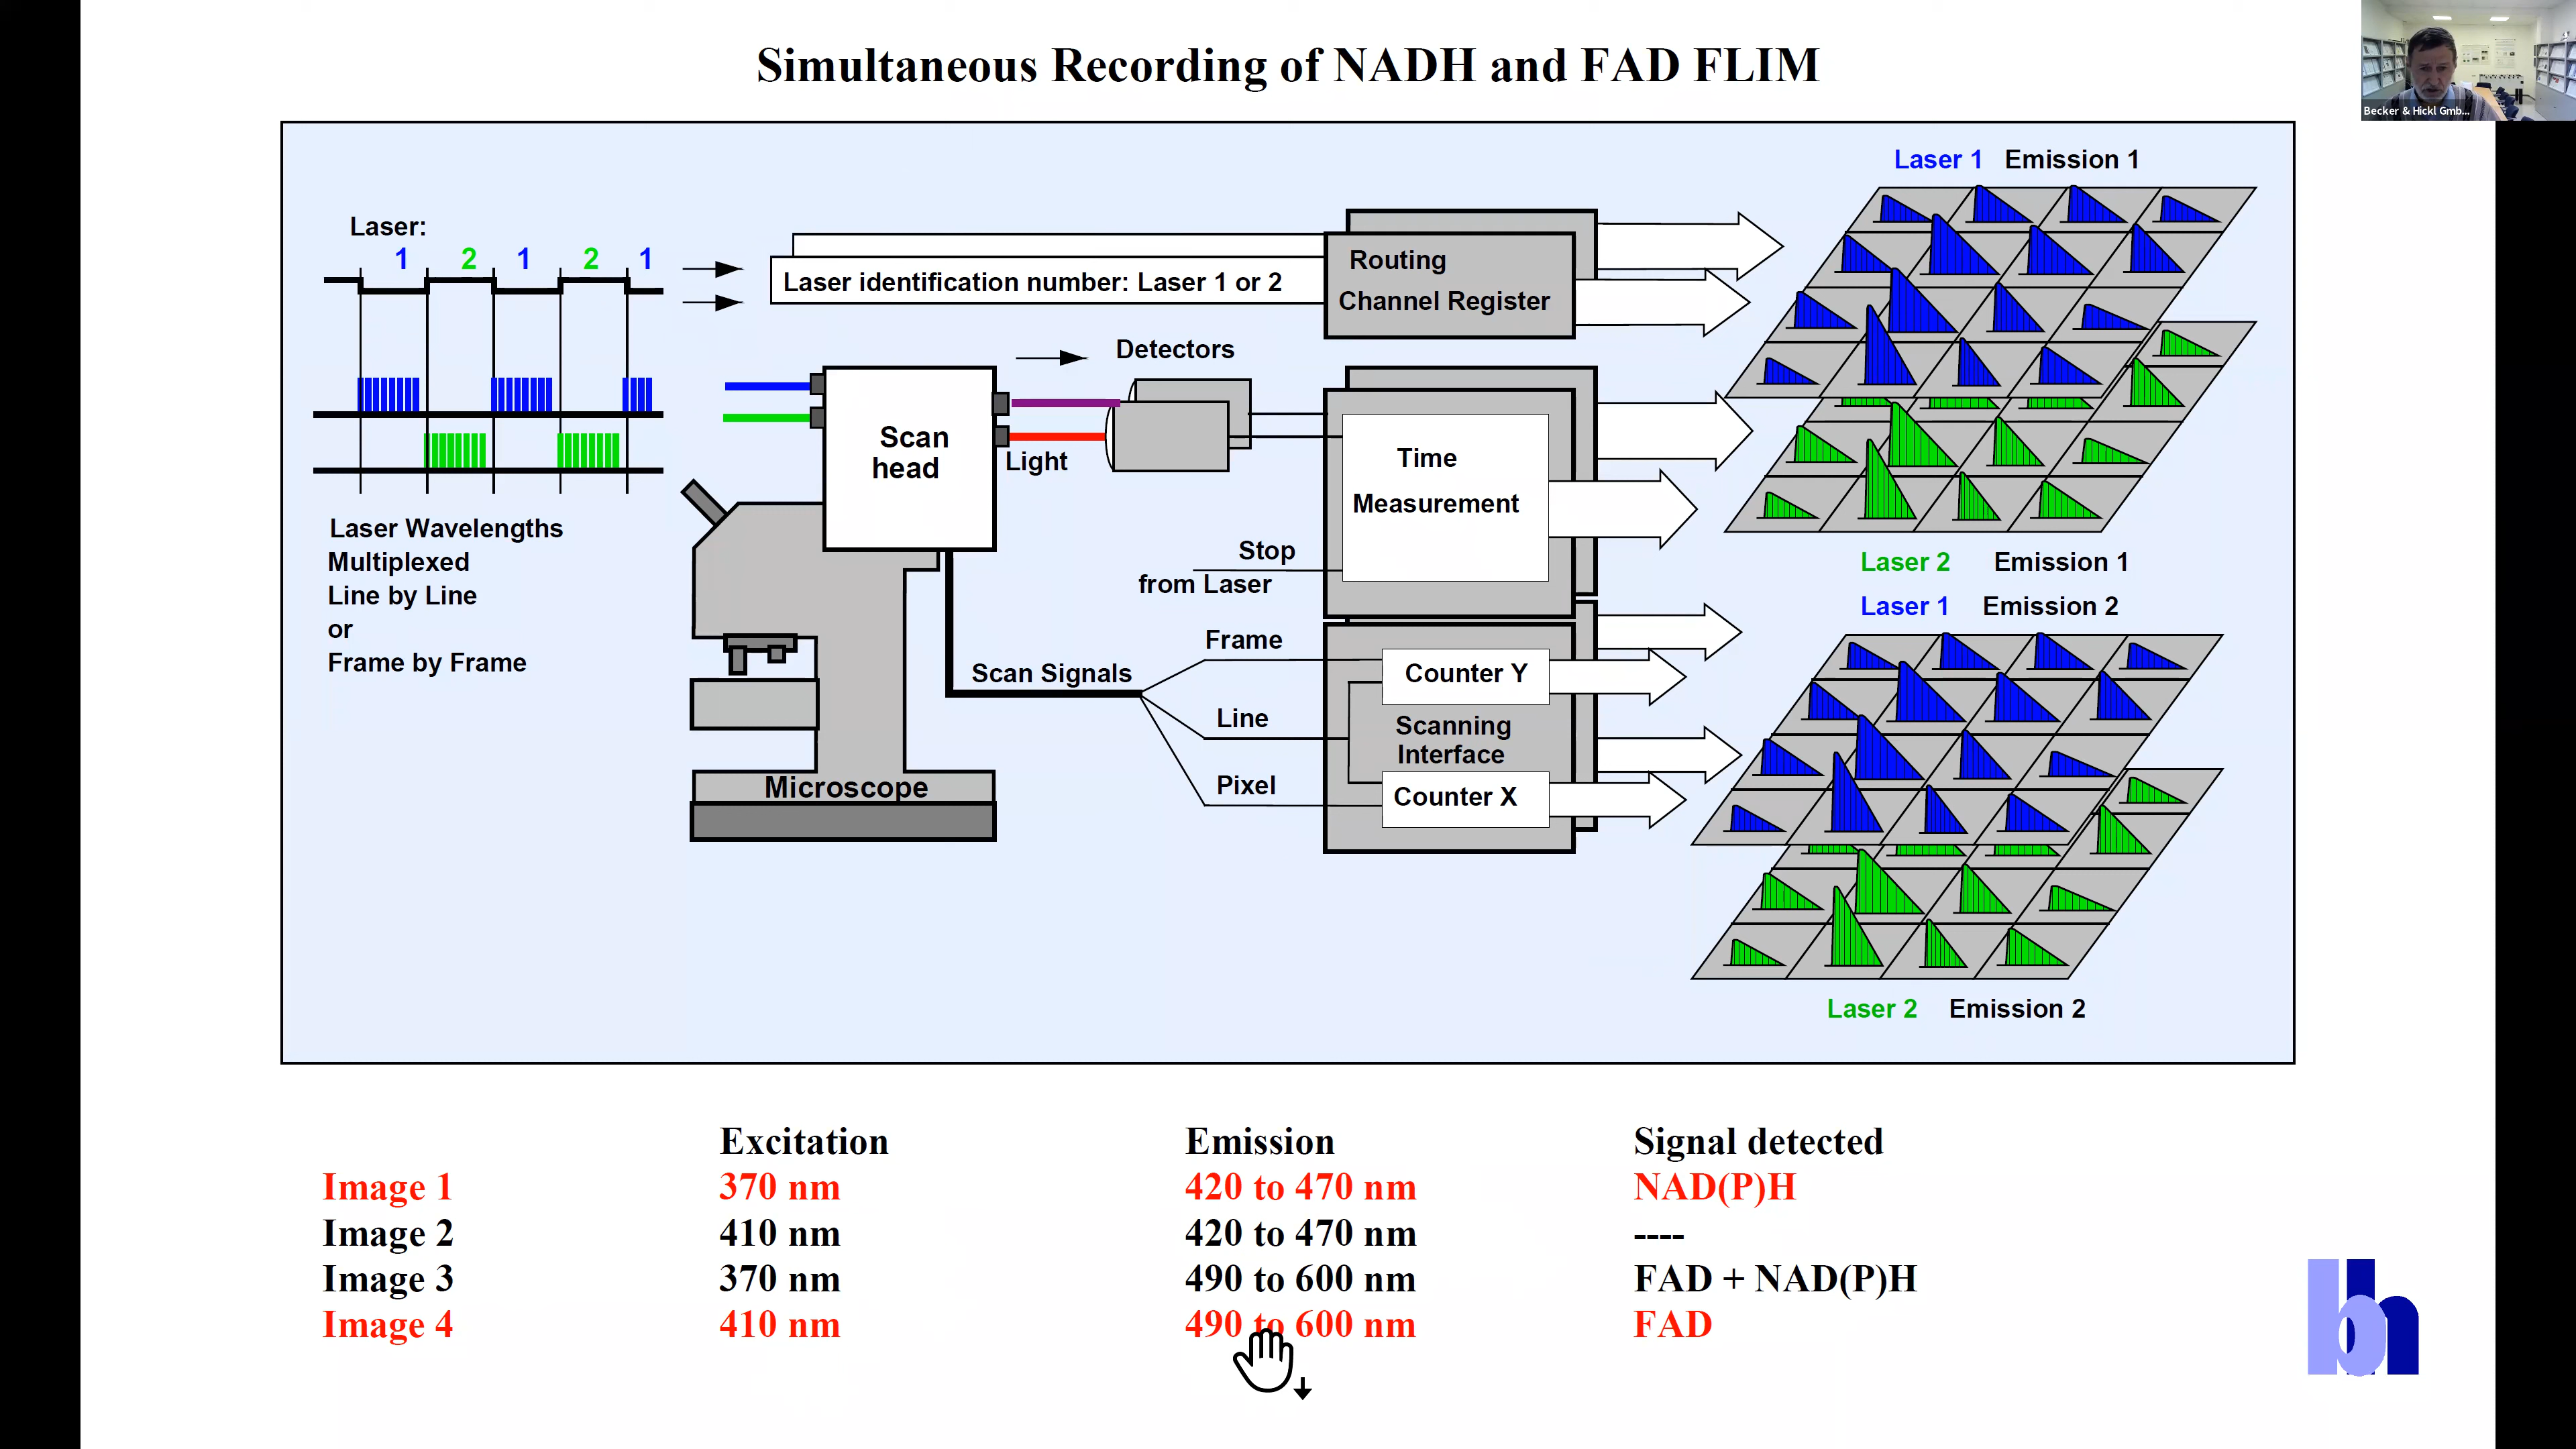 Simultaneous Recording of NADH and FAD FLIM
Becker & Hickl Gmb...
Laser 1 Emission 1
Laser:
1 2 1 2 1
Laser identification number: Laser 1 or 2
Routing
Channel Register
Detectors
Scan
head
Light
Time
Measurement
Stop
from Laser
Laser Wavelengths
Multiplexed
Line by Line
or
Frame by Frame
Laser 2 Emission 1
Laser 1 Emission 2
Scan Signals
Frame
Line
Pixel
Counter Y
Scanning
Interface
Counter X
Microscope
Laser 2 Emission 2
Excitation Emission Signal detected
Image 1 370 nm 420 to 470 nm NAD(P)H
Image 2 410 nm 420 to 470 nm ----
Image 3 370 nm 490 to 600 nm FAD + NAD(P)H
Image 4 410 nm 490 to 600 nm FAD
bh